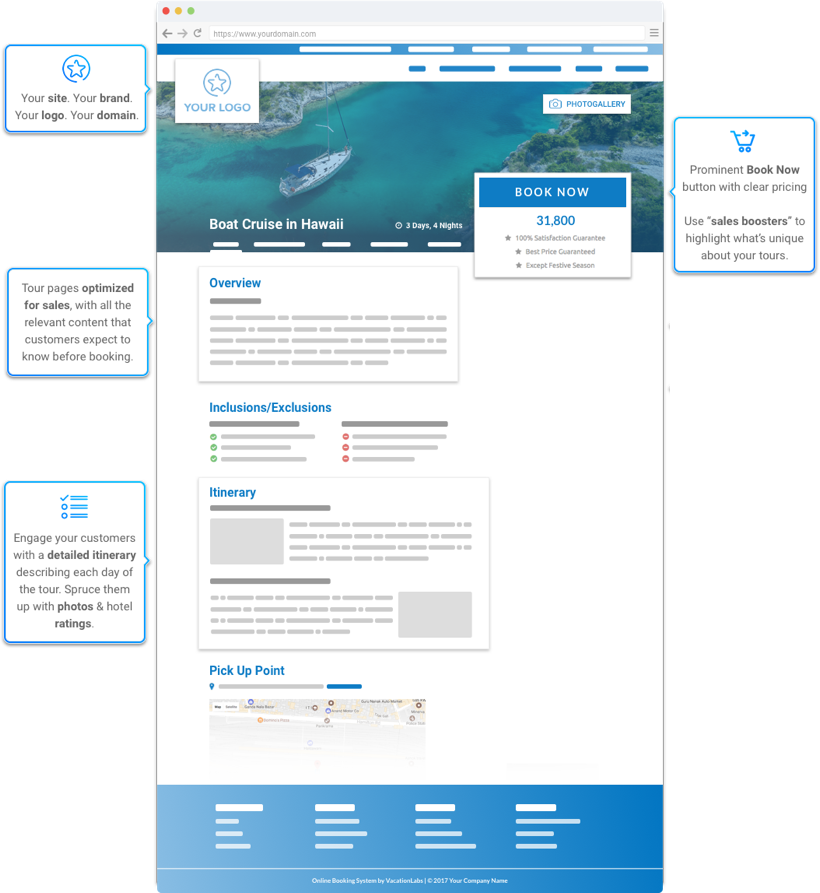 https://www.yourdomain.com
YOUR LOGO
PHOTOGALLERY
Your site. Your brand.
Your logo. Your domain.
Prominent Book Now
button with clear pricing
Use “sales boosters” to
highlight what’s unique
about your tours.
BOOK NOW
31,800
100% Satisfaction Guarantee
Best Price Guaranteed
Except Festive Season
Boat Cruise in Hawaii
3 Days, 4 Nights
Tour pages optimized
for sales, with all the
relevant content that
customers expect to
know before booking.
Overview
Inclusions/Exclusions
Itinerary
Engage your customers
with a detailed itinerary
describing each day of
the tour. Spruce them
up with photos & hotel
ratings.
Pick Up Point
Map
Online Booking System by VacationLabs | © 2017 Your Company Name